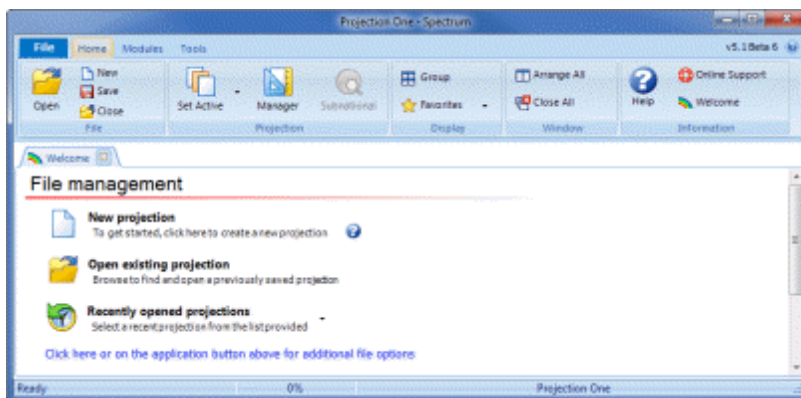 Projection One - Spectrum
File Home Modules Tools v5.1 Beta 6
Open New Save Close Set Active Manager Subnational Group Favorites Arrange All Close All Help Online Support Welcome
File Projection Display Window Information
Welcome
File management
New projection
To get started, click here to create a new projection
Open existing projection
Browse to find and open a previously saved projection
Recently opened projections
Select a recent projection from the list provided
Click here or on the application button above for additional file options
Ready 0% Projection One